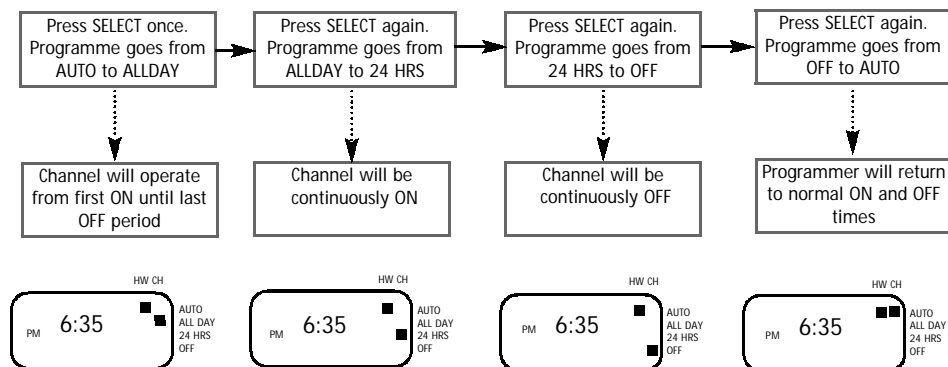 Press SELECT once.
Programme goes from
AUTO to ALLDAY
Press SELECT again.
Programme goes from
ALLDAY to 24 HRS
Press SELECT again.
Programme goes from
24 HRS to OFF
Press SELECT again.
Programme goes from
OFF to AUTO
Channel will operate
from first ON until last
OFF period
Channel will be
continuously ON
Channel will be
continuously OFF
Programmer will return
to normal ON and OFF
times
HW CH
PM 6:35
AUTO
ALL DAY
24 HRS
OFF
HW CH
PM 6:35
AUTO
ALL DAY
24 HRS
OFF
HW CH
PM 6:35
AUTO
ALL DAY
24 HRS
OFF
HW CH
PM 6:35
AUTO
ALL DAY
24 HRS
OFF